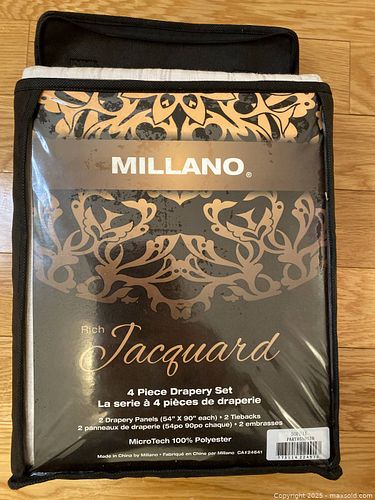 MILLANO®
Rich
Jacquard
4 Piece Drapery Set
La serie à 4 pièces de draperie
2 Drapery Panels (54" X 90" each) • 2 Tiebacks
2 panneaux de draperie (54po 90po chaque) • 2 embrasses
MicroTech 100% Polyester
Made in China by Millano • Fabriqué en Chine par Millano CA#24641
Copyright 2025 - maxsold.com